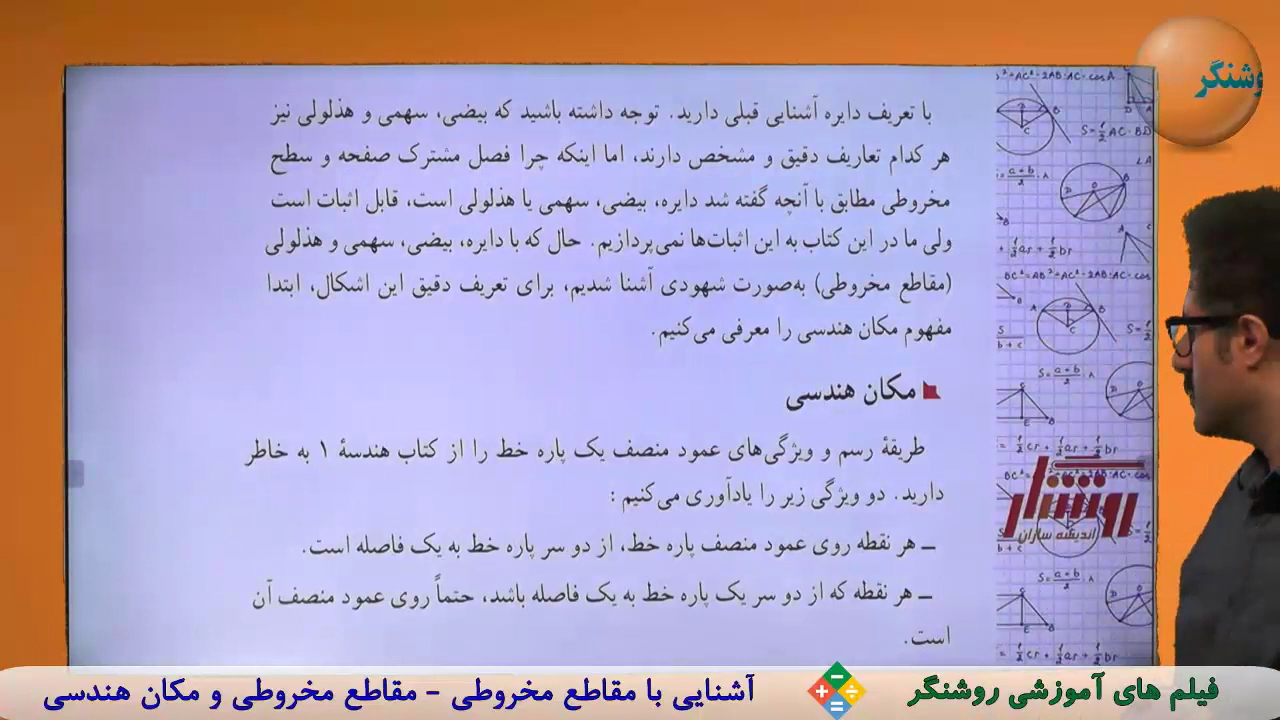 روشنگر
با تعریف دایره آشنایی قبلی دارید. توجه داشته باشید که بیضی، سهمی و هذلولی نیز
هر کدام تعاریف دقیق و مشخص دارند، اما اینکه چرا فصل مشترک صفحه و سطح
مخروطی مطابق با آنچه گفته شد دایره، بیضی، سهمی یا هذلولی است، قابل اثبات است
ولی ما در این کتاب به این اثبات‌ها نمی‌پردازیم. حال که با دایره، بیضی، سهمی و هذلولی
(مقاطع مخروطی) به‌صورت شهودی آشنا شدیم، برای تعریف دقیق این اشکال، ابتدا
مفهوم مکان هندسی را معرفی می‌کنیم.
مکان هندسی
طریقهٔ رسم و ویژگی‌های عمود منصف یک پاره خط را از کتاب هندسهٔ ۱ به خاطر
دارید. دو ویژگی زیر را یادآوری می‌کنیم :
ـ هر نقطه روی عمود منصف پاره خط، از دو سر پاره خط به یک فاصله است.
ـ هر نقطه که از دو سر یک پاره خط به یک فاصله باشد، حتماً روی عمود منصف آن
است.
اندیشه سازان
فیلم های آموزشی روشنگر
آشنایی با مقاطع مخروطی - مقاطع مخروطی و مکان هندسی